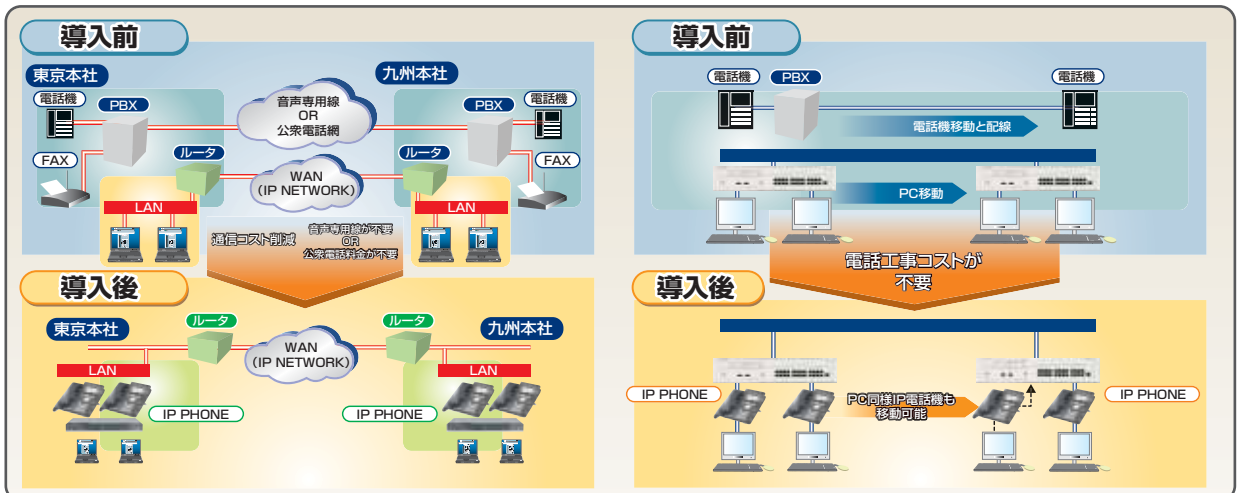 導入前
東京本社
九州本社
電話機
PBX
音声専用線
OR
公衆電話網
PBX
電話機
FAX
ルータ
WAN
(IP NETWORK)
ルータ
FAX
LAN
LAN
通信コスト削減
音声専用線が不要
OR
公衆電話料金が不要
導入後
東京本社
ルータ
WAN
(IP NETWORK)
ルータ
九州本社
LAN
LAN
IP PHONE
IP PHONE
導入前
電話機
PBX
電話機
電話機移動と配線
PC移動
電話工事コストが
不要
導入後
IP PHONE
PC同様IP電話機も
移動可能
IP PHONE